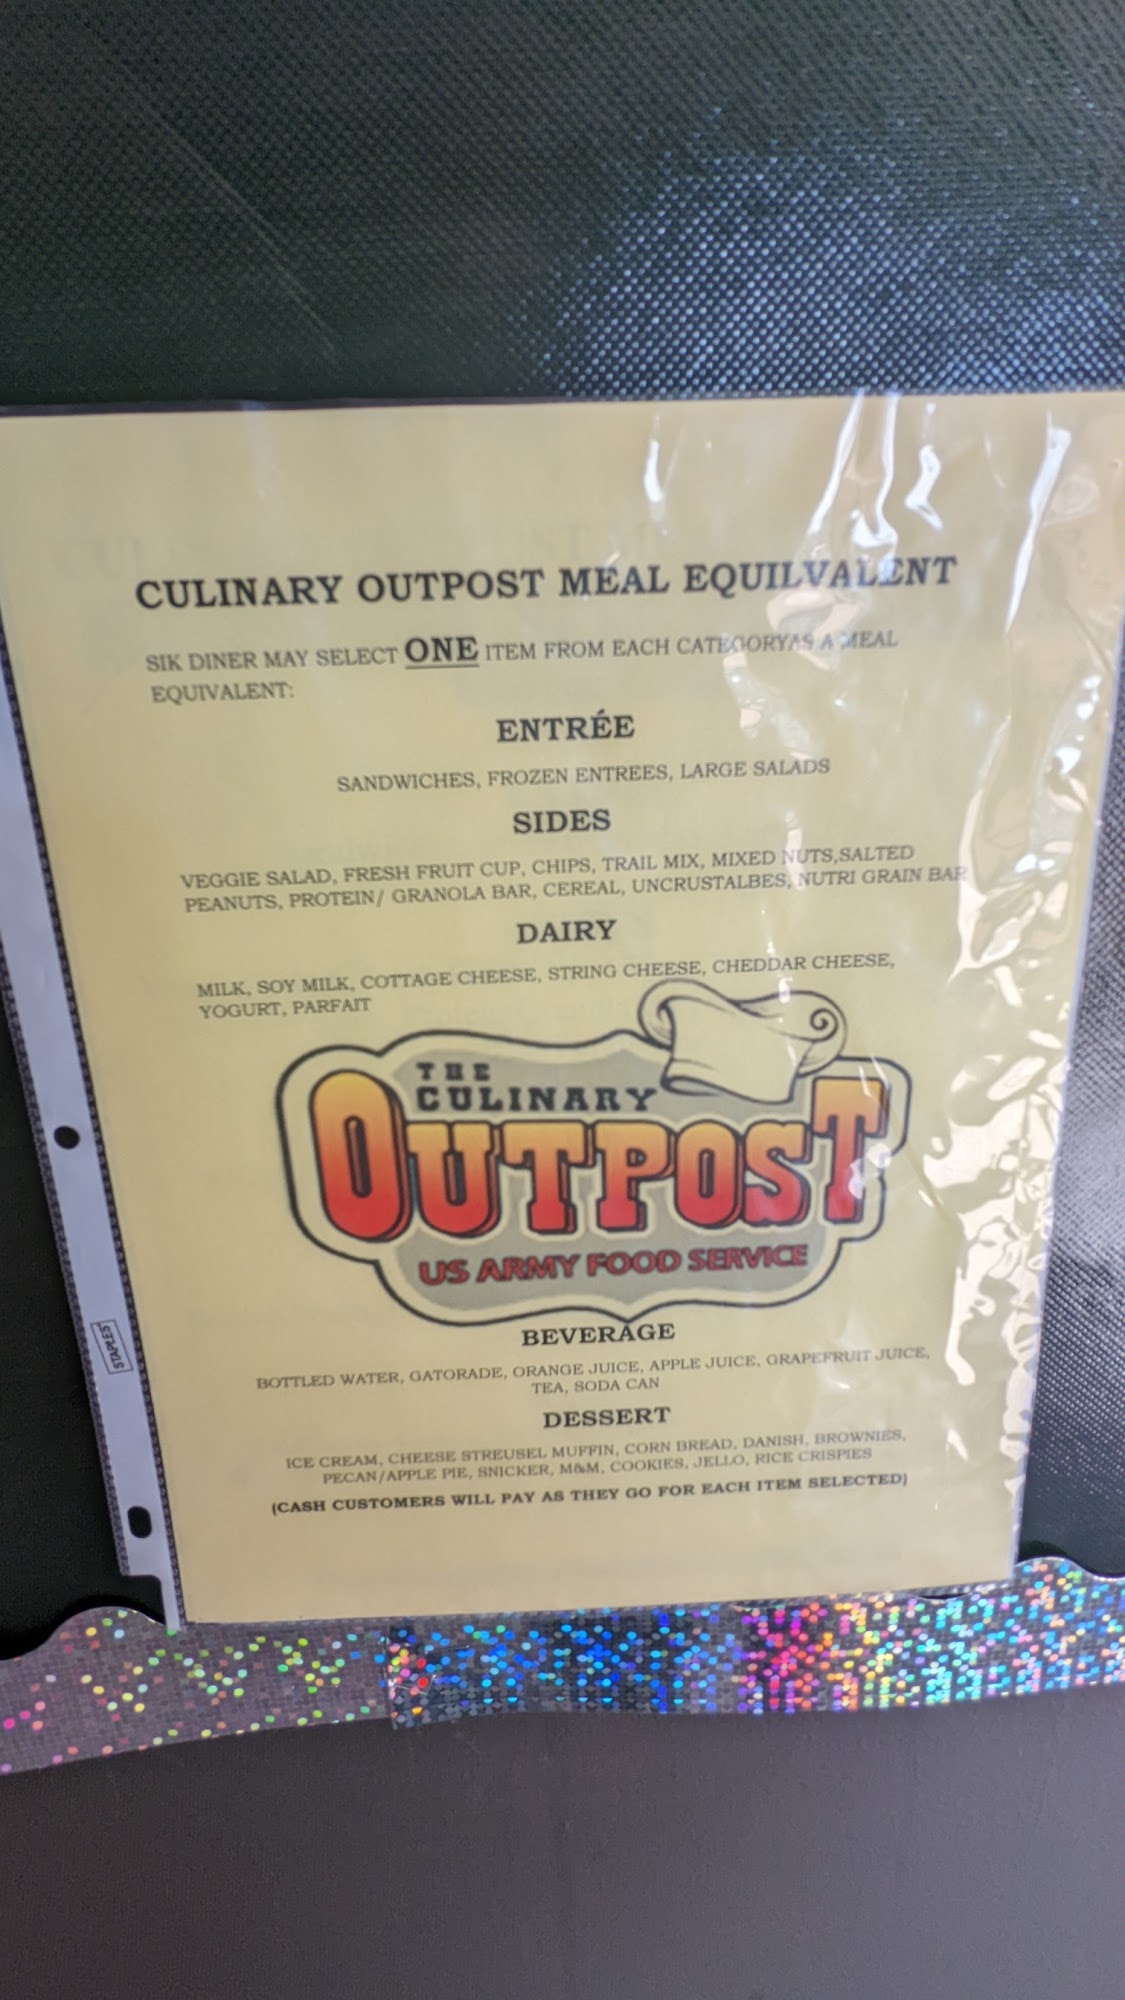 CULINARY OUTPOST MEAL EQUILVALENT
SIK DINER MAY SELECT ONE ITEM FROM EACH CATEGORYAS A MEAL
EQUIVALENT:
ENTRÉE
SANDWICHES, FROZEN ENTREES, LARGE SALADS
SIDES
VEGGIE SALAD, FRESH FRUIT CUP, CHIPS, TRAIL MIX, MIXED NUTS,SALTED
PEANUTS, PROTEIN/ GRANOLA BAR, CEREAL, UNCRUSTALBES, NUTRI GRAIN BAR
DAIRY
MILK, SOY MILK, COTTAGE CHEESE, STRING CHEESE, CHEDDAR CHEESE,
YOGURT, PARFAIT
THE
CULINARY
OUTPOST
US ARMY FOOD SERVICE
STAPLES
BEVERAGE
BOTTLED WATER, GATORADE, ORANGE JUICE, APPLE JUICE, GRAPEFRUIT JUICE,
TEA, SODA CAN
DESSERT
ICE CREAM, CHEESE STREUSEL MUFFIN, CORN BREAD, DANISH, BROWNIES,
PECAN/APPLE PIE, SNICKER, M&M, COOKIES, JELLO, RICE CRISPIES
(CASH CUSTOMERS WILL PAY AS THEY GO FOR EACH ITEM SELECTED)